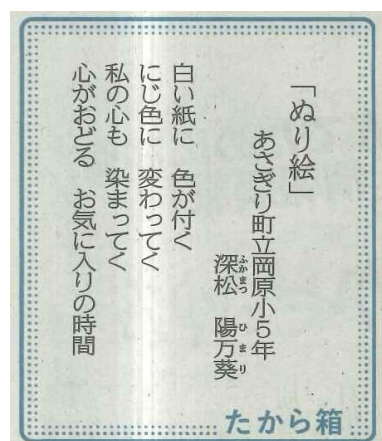 「ぬり絵」
あさぎり町立岡原小5年
深松 陽万葵
ふかまつ ひまり
白い紙に 色が付く
にじ色に 変わってく
私の心も 染まってく
心がおどる お気に入りの時間
たから箱